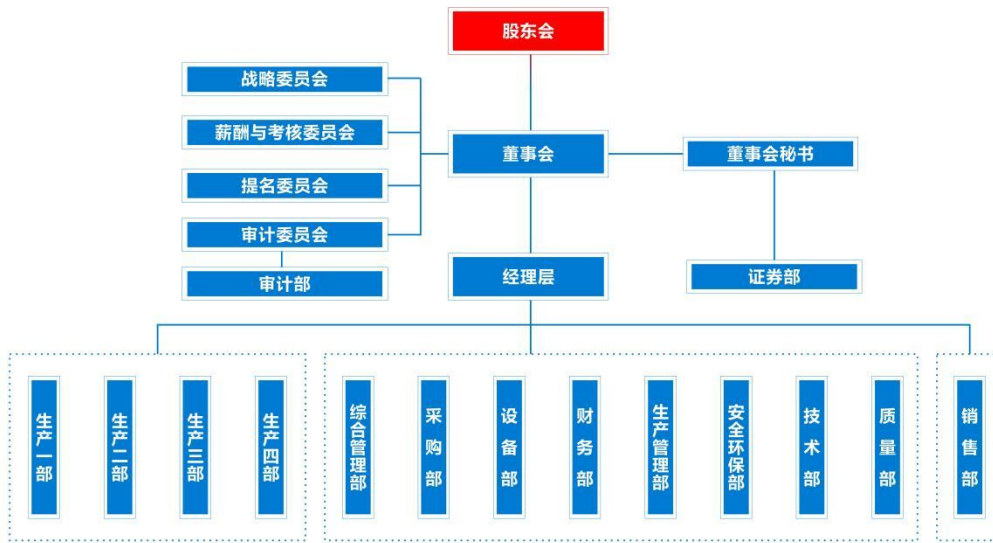 股东会
战略委员会
薪酬与考核委员会
董事会
董事会秘书
提名委员会
审计委员会
审计部
经理层
证券部
生产一部
生产二部
生产三部
生产四部
综合管理部
采购部
设备部
财务部
生产管理部
安全环保部
技术部
质量部
销售部